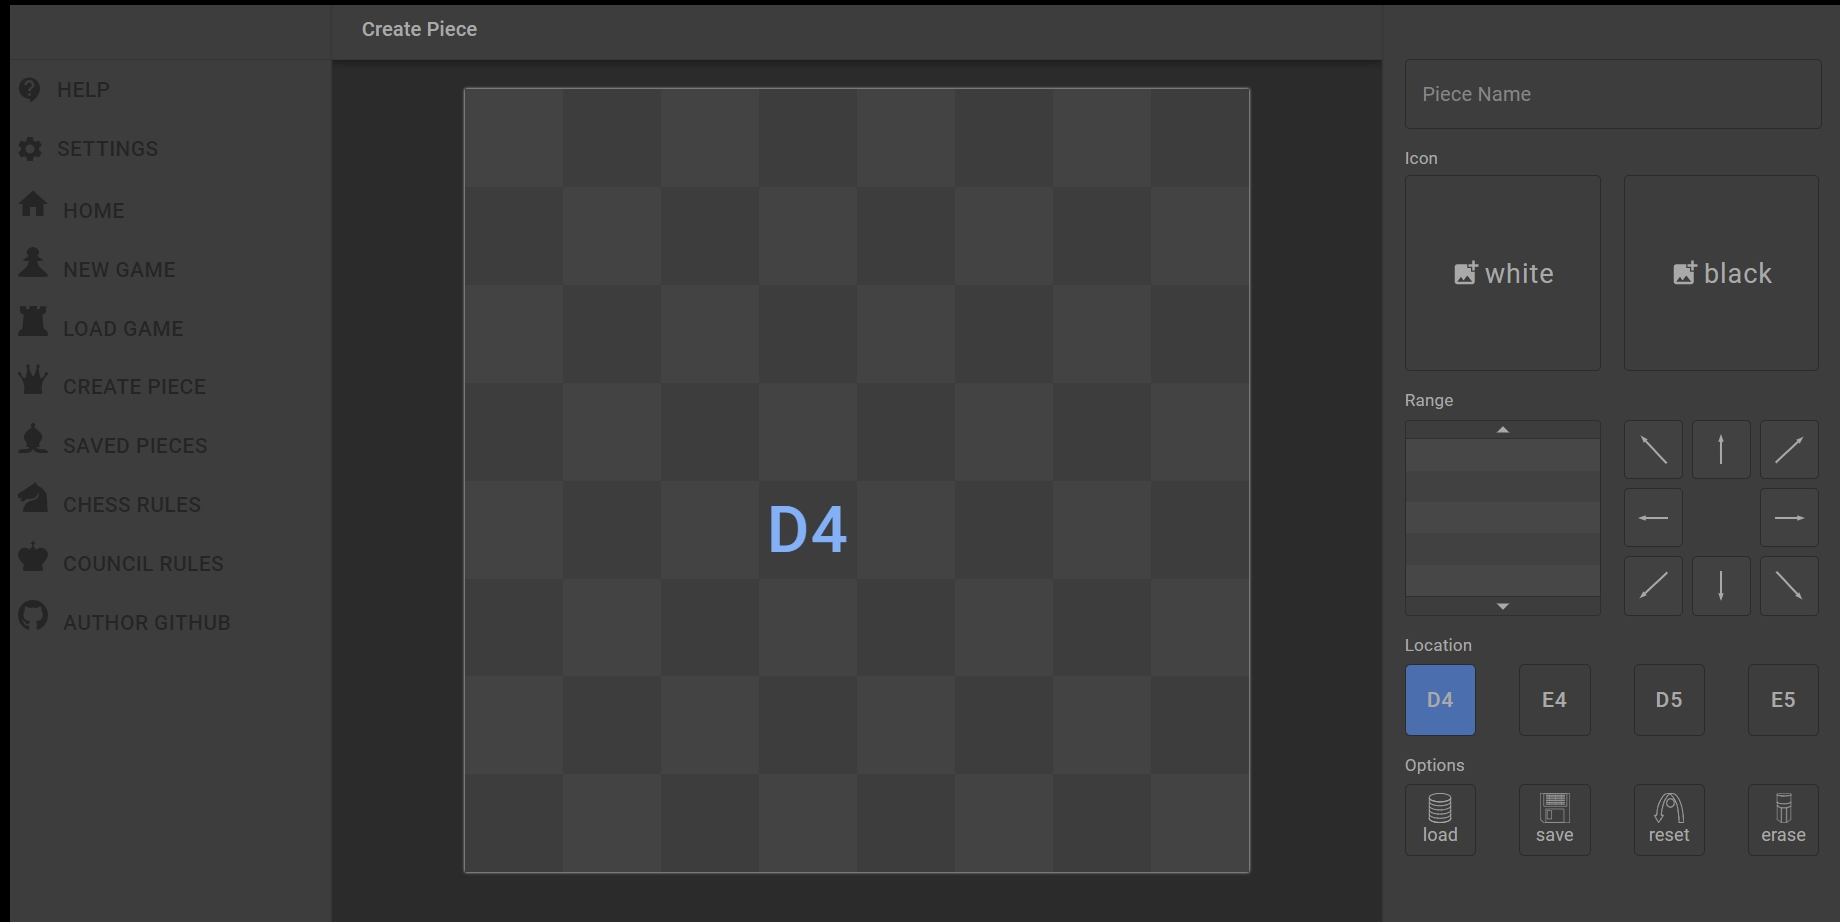 Create Piece
HELP
SETTINGS
HOME
NEW GAME
LOAD GAME
CREATE PIECE
SAVED PIECES
CHESS RULES
COUNCIL RULES
AUTHOR GITHUB
D4
Piece Name
Icon
white
black
Range
Location
D4
E4
D5
E5
Options
load
save
reset
erase